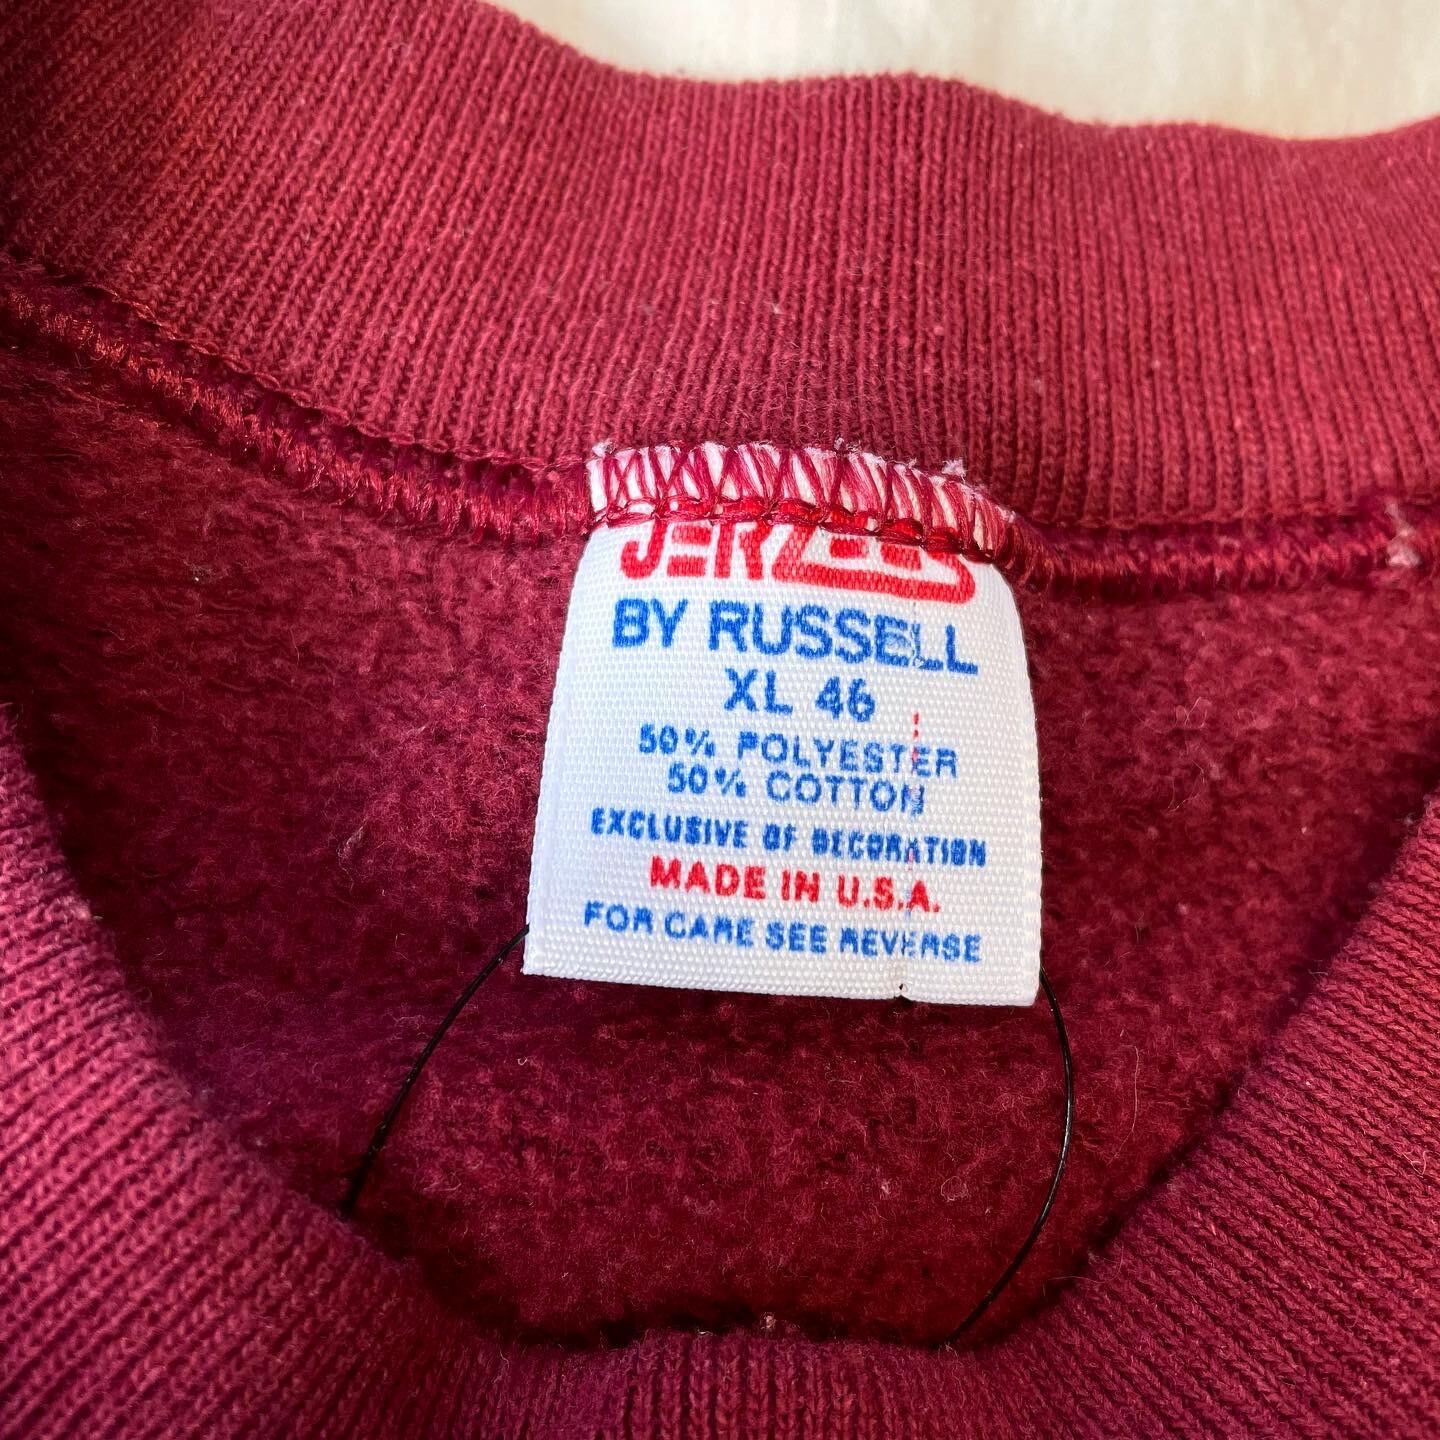 JERZEES
BY RUSSELL
XL 46
50% POLYESTER
50% COTTON
EXCLUSIVE OF DECORATION
MADE IN U.S.A.
FOR CARE SEE REVERSE